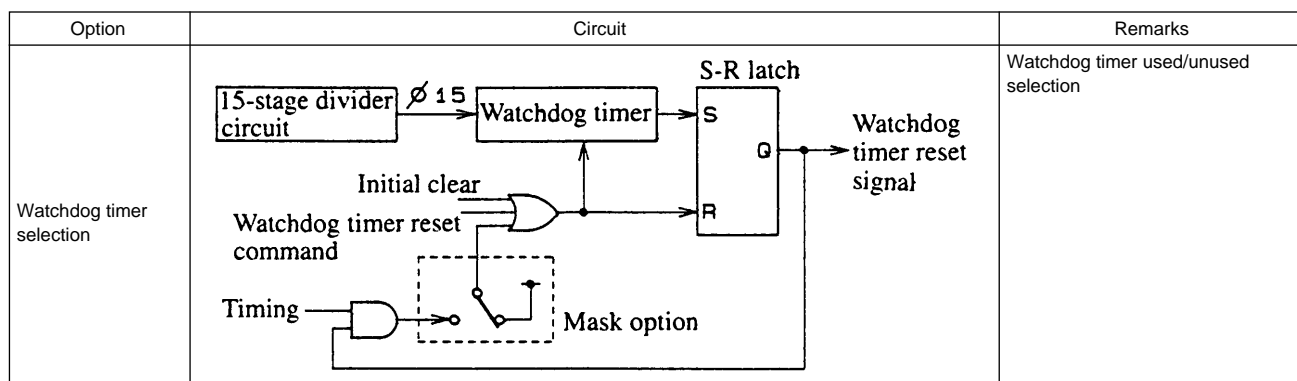 Option
Circuit
Remarks
Watchdog timer
selection
15-stage divider
circuit
Ø 15
Watchdog timer
S-R latch
S
Q
R
Watchdog
timer reset
signal
Initial clear
Watchdog timer reset
command
Timing
Mask option
Watchdog timer used/unused
selection